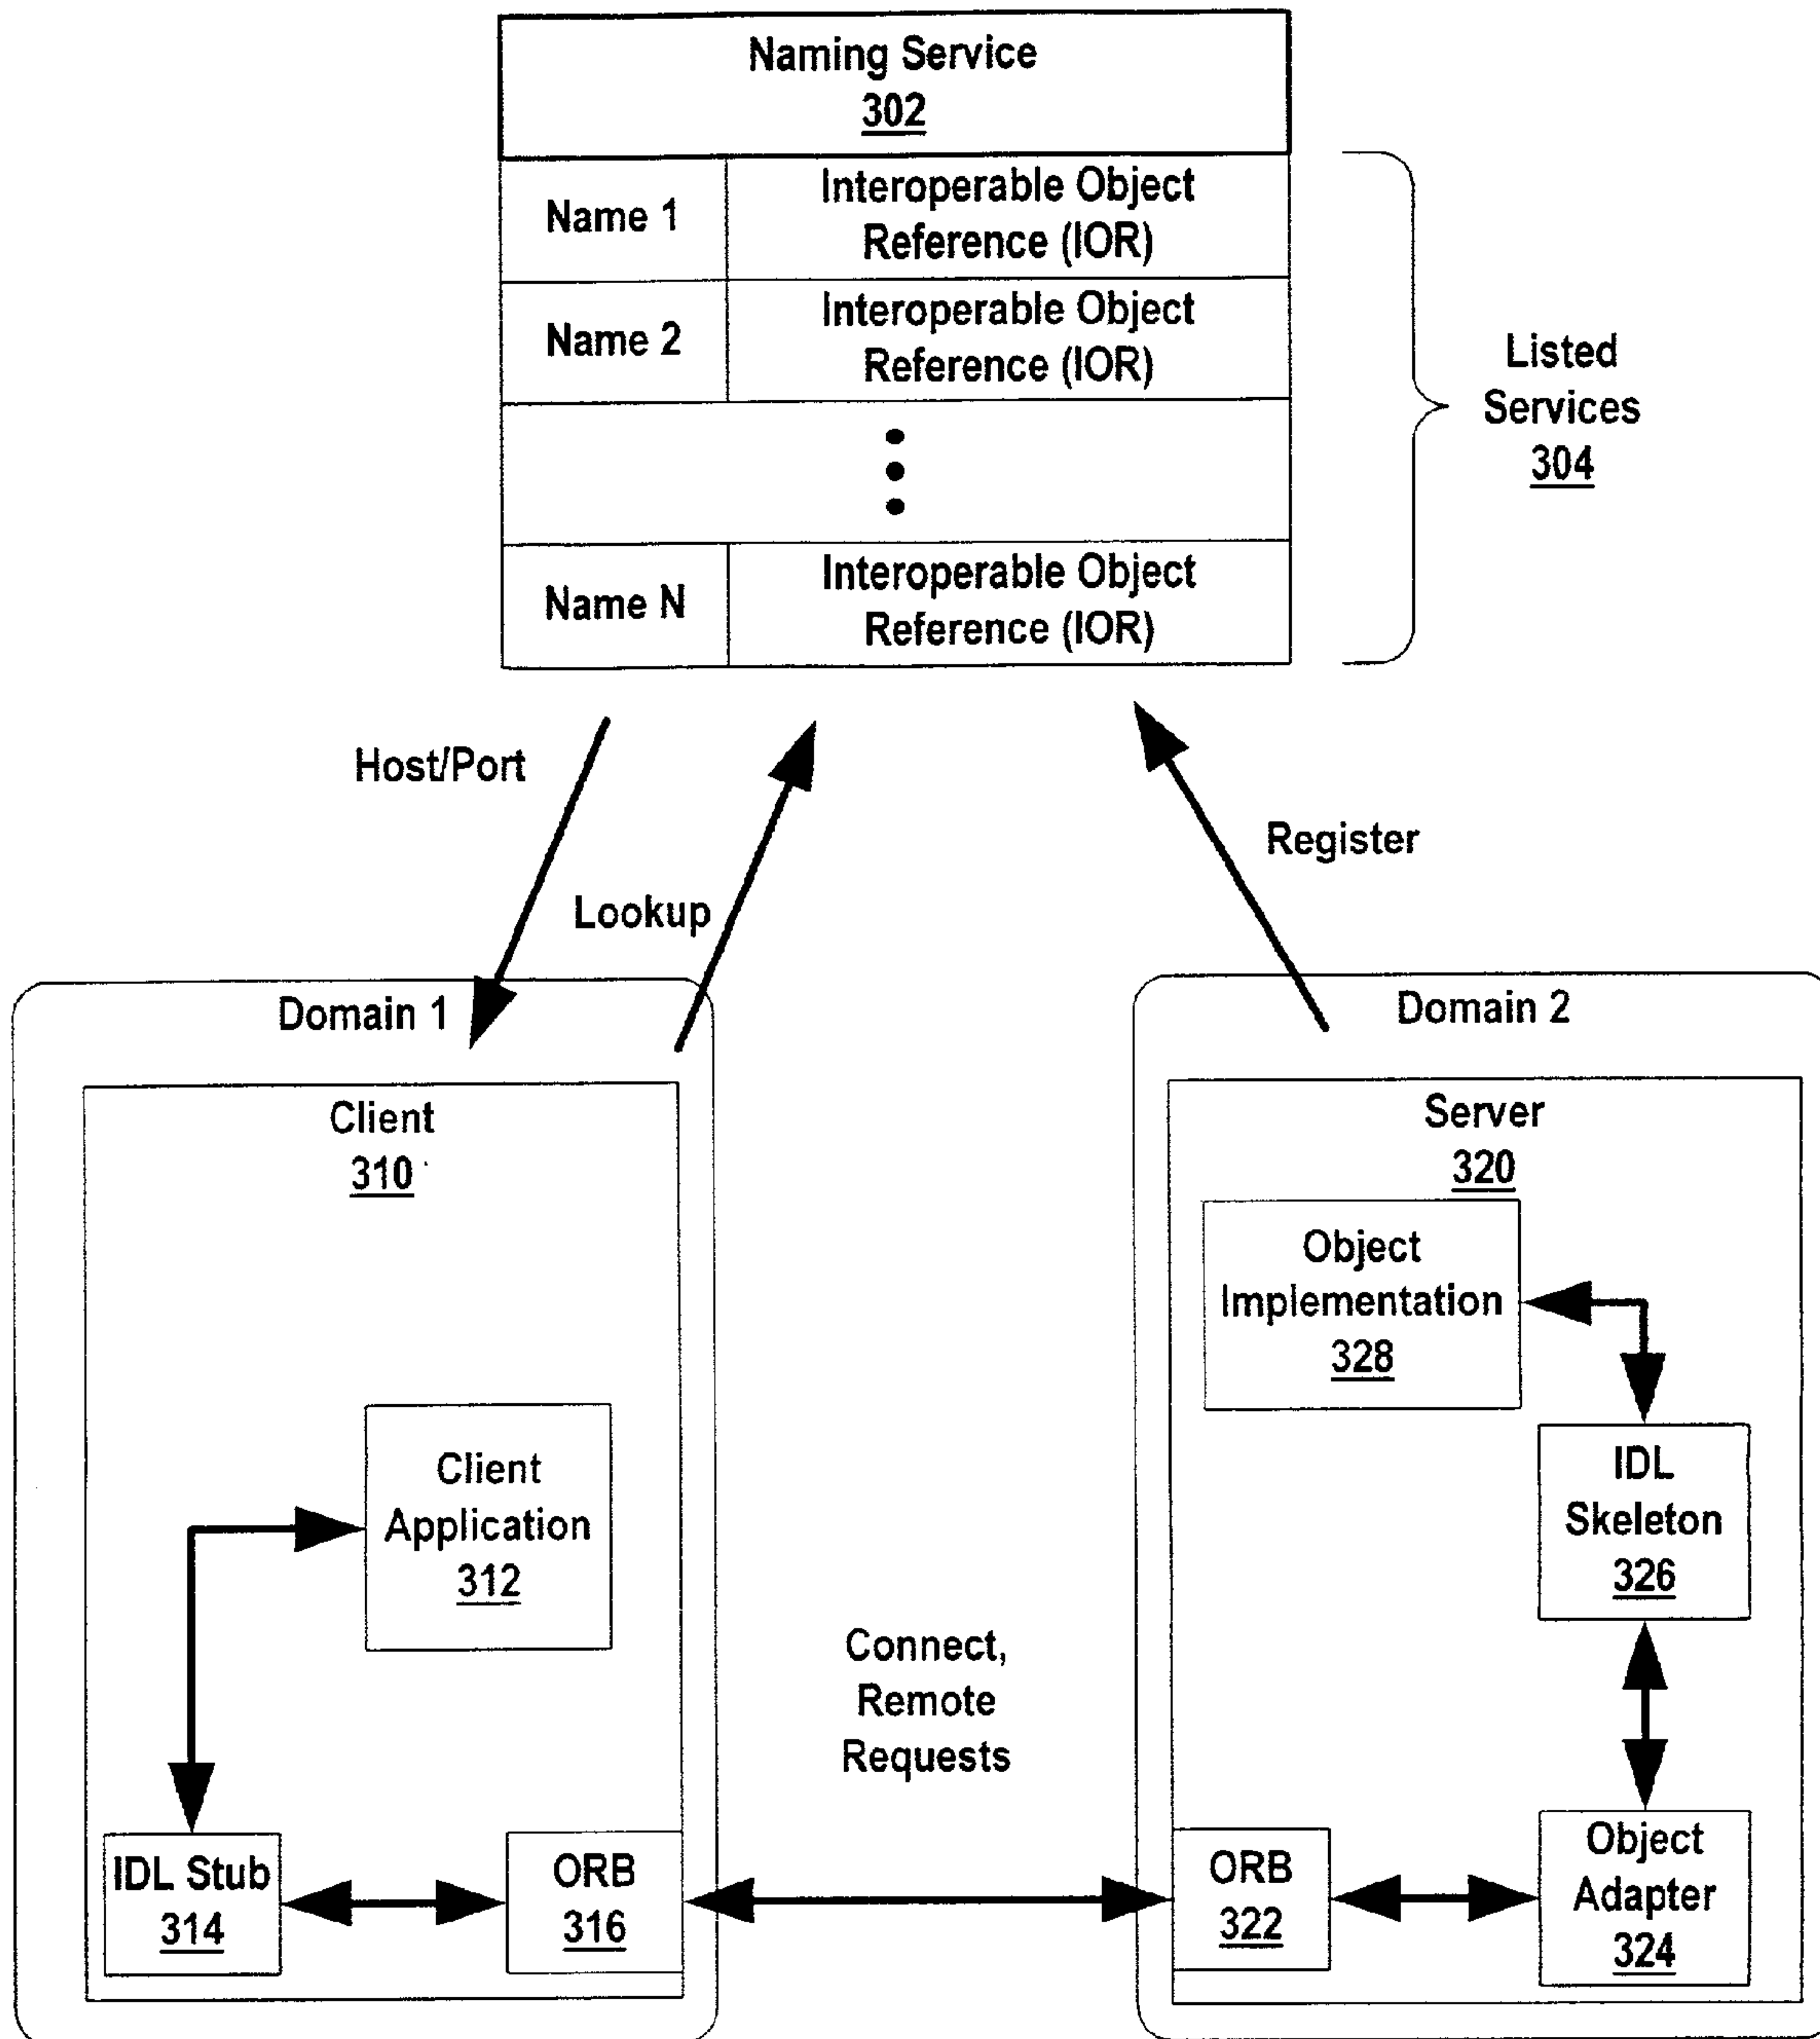 Naming Service
302
Name 1
Interoperable Object
Reference (IOR)
Name 2
Interoperable Object
Reference (IOR)
Name N
Interoperable Object
Reference (IOR)
Listed
Services
304
Host/Port
Lookup
Register
Domain 1
Client
310
Client
Application
312
IDL Stub
314
ORB
316
Connect,
Remote
Requests
Domain 2
Server
320
Object
Implementation
328
IDL
Skeleton
326
ORB
322
Object
Adapter
324